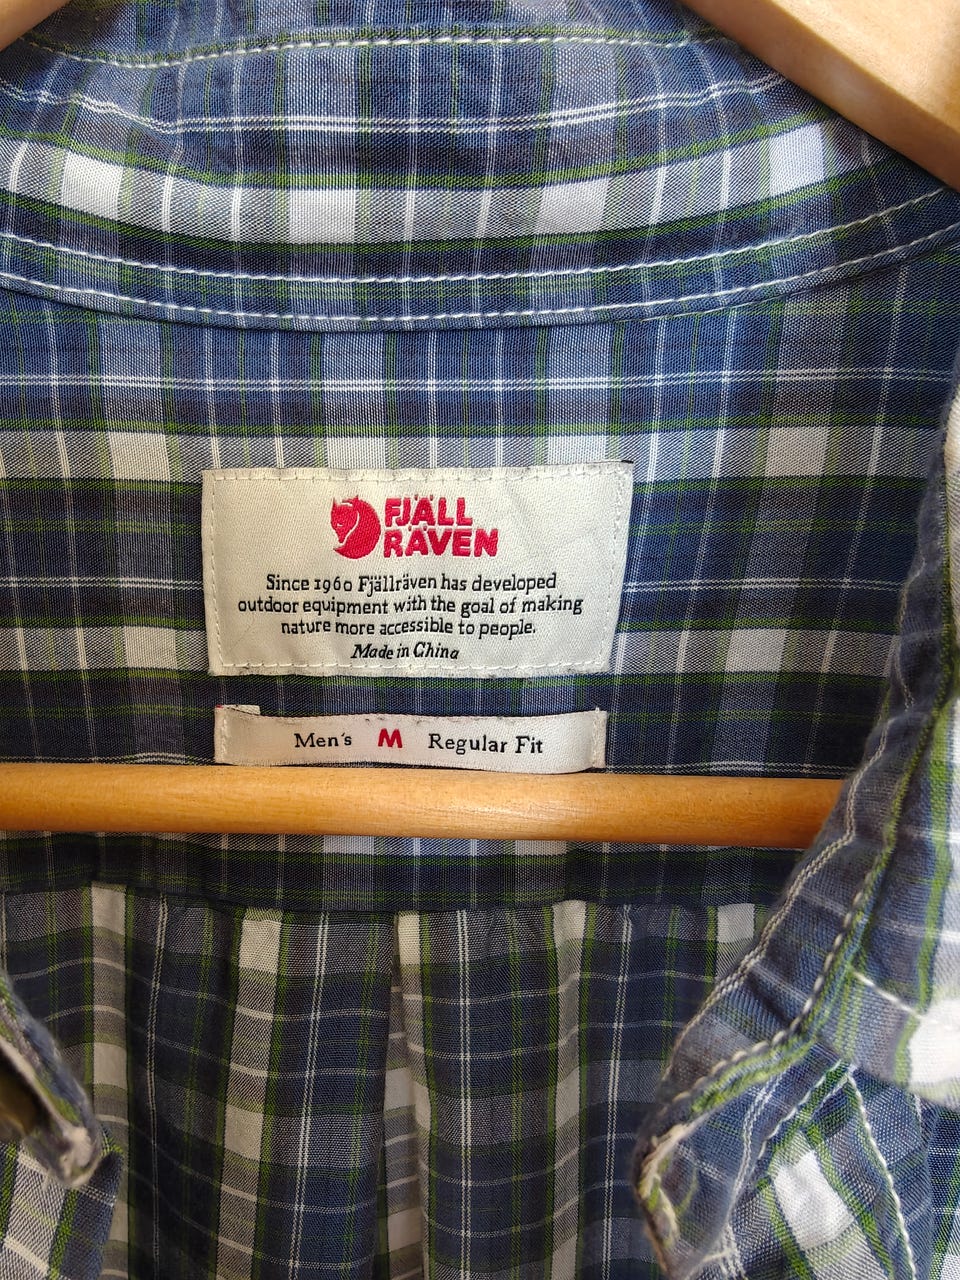 FJÄLL
RÄVEN
Since 1960 Fjällräven has developed
outdoor equipment with the goal of making
nature more accessible to people.
Made in China
Men's M Regular Fit